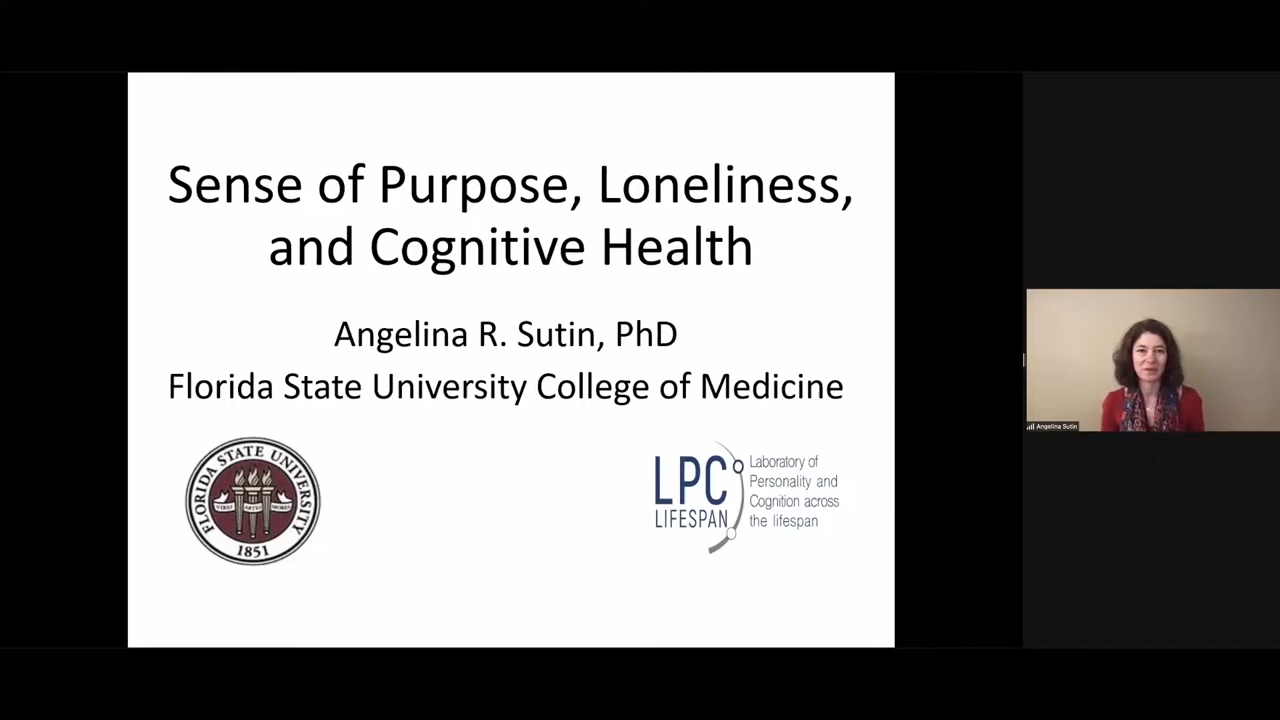 Sense of Purpose, Loneliness,
and Cognitive Health
Angelina R. Sutin, PhD
Florida State University College of Medicine
FLORIDA STATE UNIVERSITY
1851
LPC
LIFESPAN
Laboratory of
Personality and
Cognition across
the lifespan
Angelina Sutin